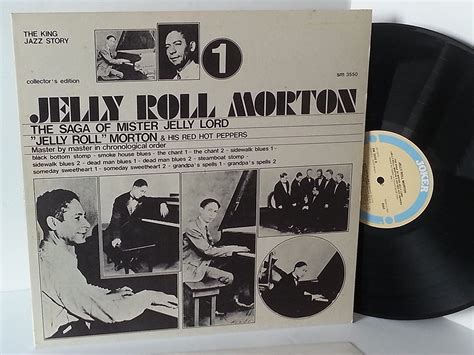 THE KING
JAZZ STORY
1
collector's edition
sm 3550
JELLY ROLL MORTON
THE SAGA OF MISTER JELLY LORD
"JELLY ROLL" MORTON & HIS RED HOT PEPPERS
Master by master in chronological order
black bottom stomp - smoke house blues - the chant 1 - the chant 2 - sidewalk blues 1 -
sidewalk blues 2 - dead man blues 1 - dead man blues 2 - steamboat stomp -
someday sweetheart 1 - someday sweetheart 2 - grandpa's spells 1 - grandpa's spells 2
JOKER